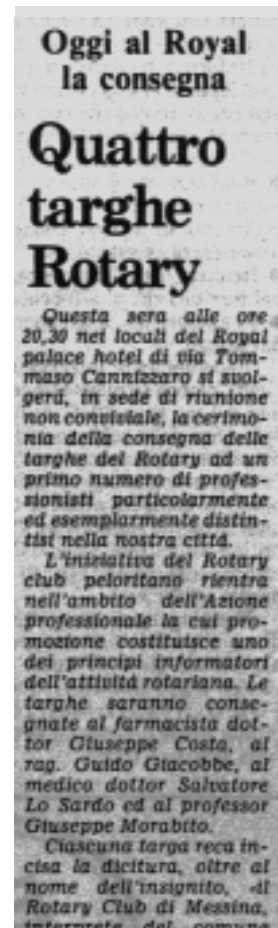 Oggi al Royal
la consegna
Quattro
targhe
Rotary
Questa sera alle ore
20,30 nei locali del Royal
palace hotel di via Tom-
maso Cannizzaro si svol-
gerà, in sede di riunione
non conviviale, la cerimo-
nia della consegna delle
targhe del Rotary ad un
primo numero di profes-
sionisti particolarmente
ed esemplarmente distin-
tisi nella nostra città.
L'iniziativa del Rotary
club peloritano rientra
nell'ambito dell'Azione
professionale la cui pro-
mozione costituisce uno
dei principi informatori
dell'attività rotariana. Le
targhe saranno conse-
gnate al farmacista dot-
tor Giuseppe Costa, al
rag. Guido Giacobbe, al
medico dottor Salvatore
Lo Sardo ed al professor
Giuseppe Morabito.
Ciascuna targa reca in-
cisa la dicitura, oltre al
nome dell'insignito, «il
Rotary Club di Messina,
interprete del comune